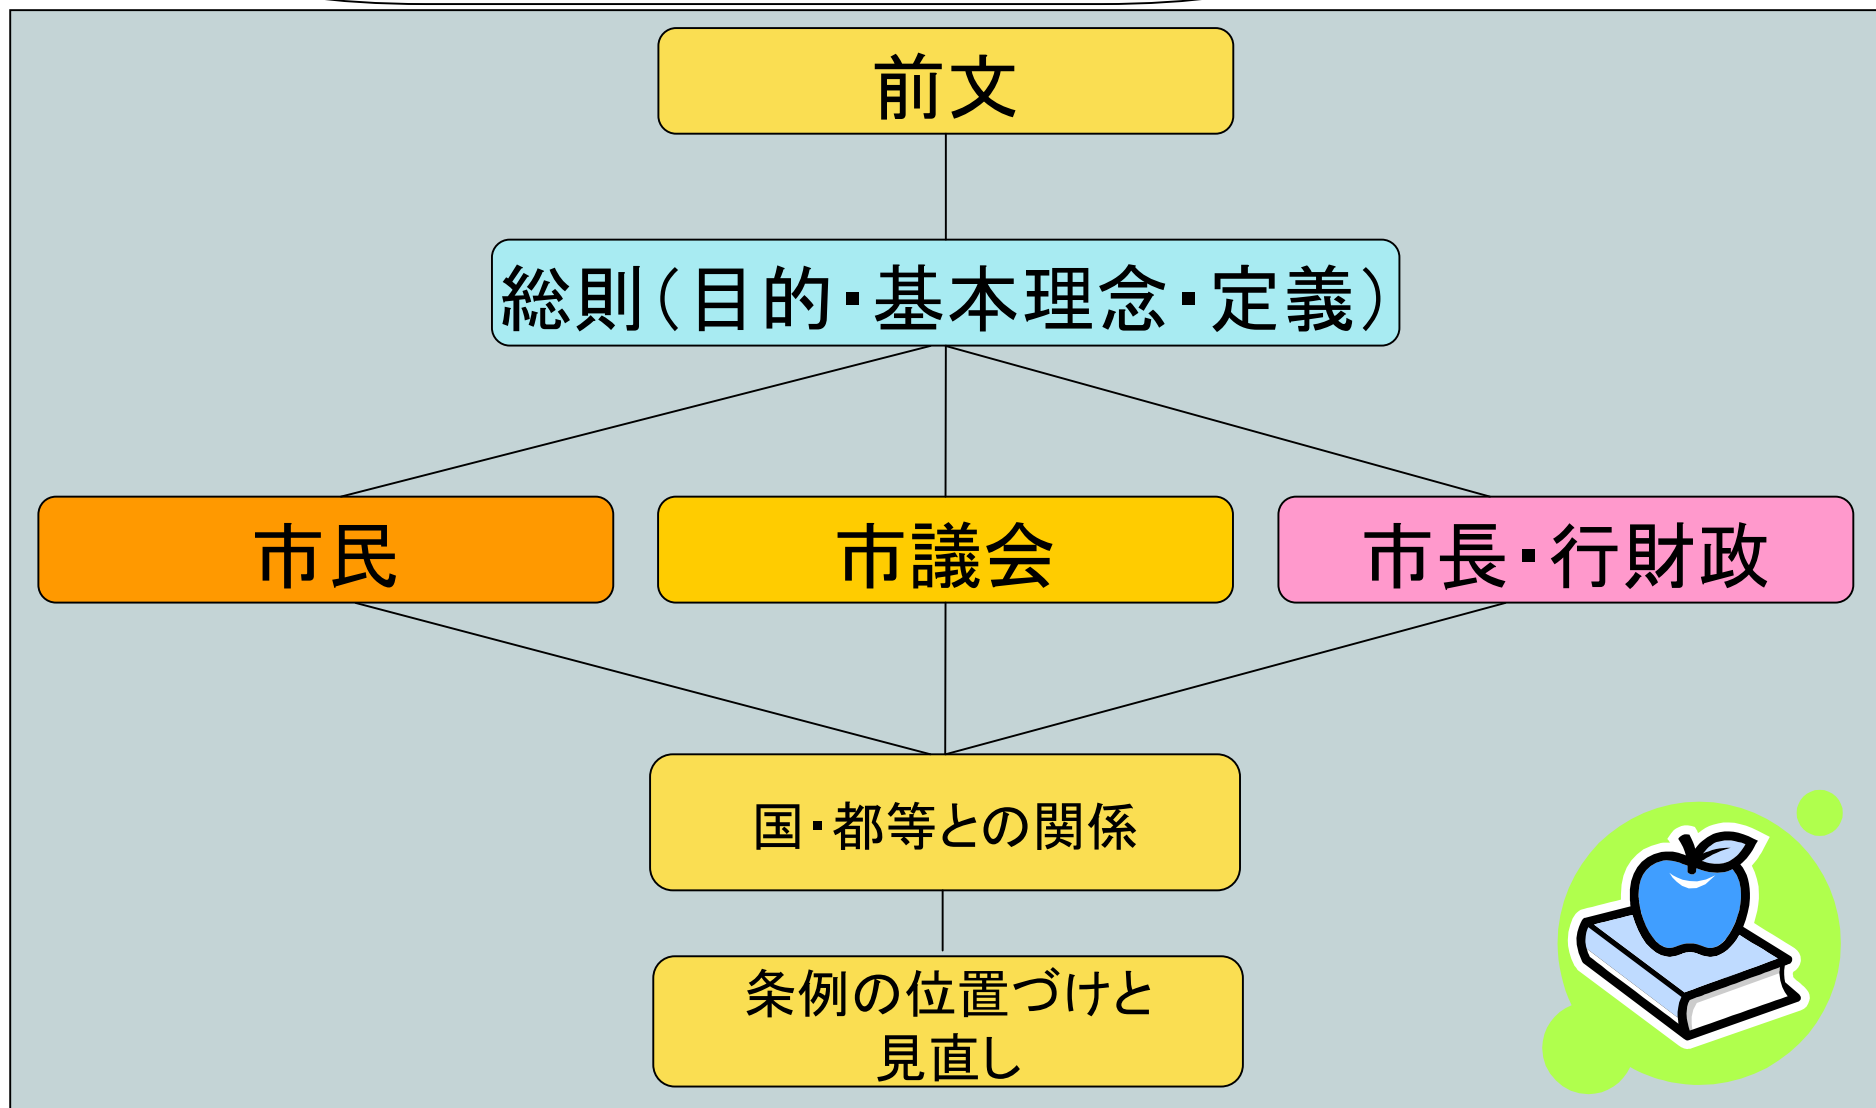 前文
総則（目的・基本理念・定義）
市民
市議会
市長・行財政
国・都等との関係
条例の位置づけと
見直し